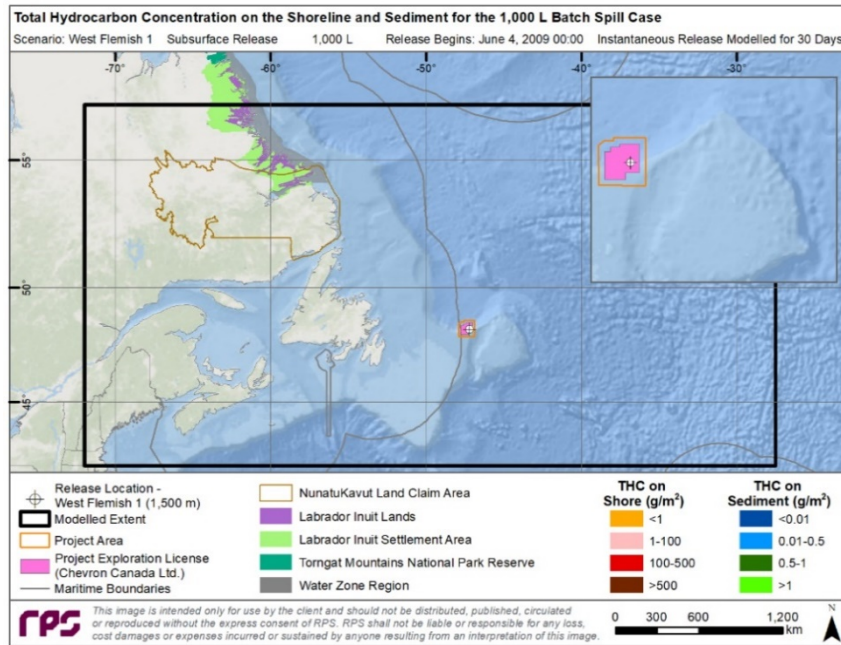 Total Hydrocarbon Concentration on the Shoreline and Sediment for the 1,000 L Batch Spill Case
Scenario: West Flemish 1 Subsurface Release 1,000 L Release Begins: June 4, 2009 00:00 Instantaneous Release Modelled for 30 Days
-70° -60° -50° -40° -30°
55°
50°
45°
Release Location -
West Flemish 1 (1,500 m)
Modelled Extent
Project Area
Project Exploration License
(Chevron Canada Ltd.)
Maritime Boundaries
NunatuKavut Land Claim Area
Labrador Inuit Lands
Labrador Inuit Settlement Area
Torngat Mountains National Park Reserve
Water Zone Region
THC on
Shore (g/m²)
<1
1-100
100-500
>500
THC on
Sediment (g/m²)
<0.01
0.01-0.5
0.5-1
>1
rps
This image is intended only for use by the client and should not be distributed, published, circulated
or reproduced without the express consent of RPS. RPS shall not be liable or responsible for any loss,
cost damages or expenses incurred or sustained by anyone resulting from an interpretation of this image.
0 300 600 1,200
km
N